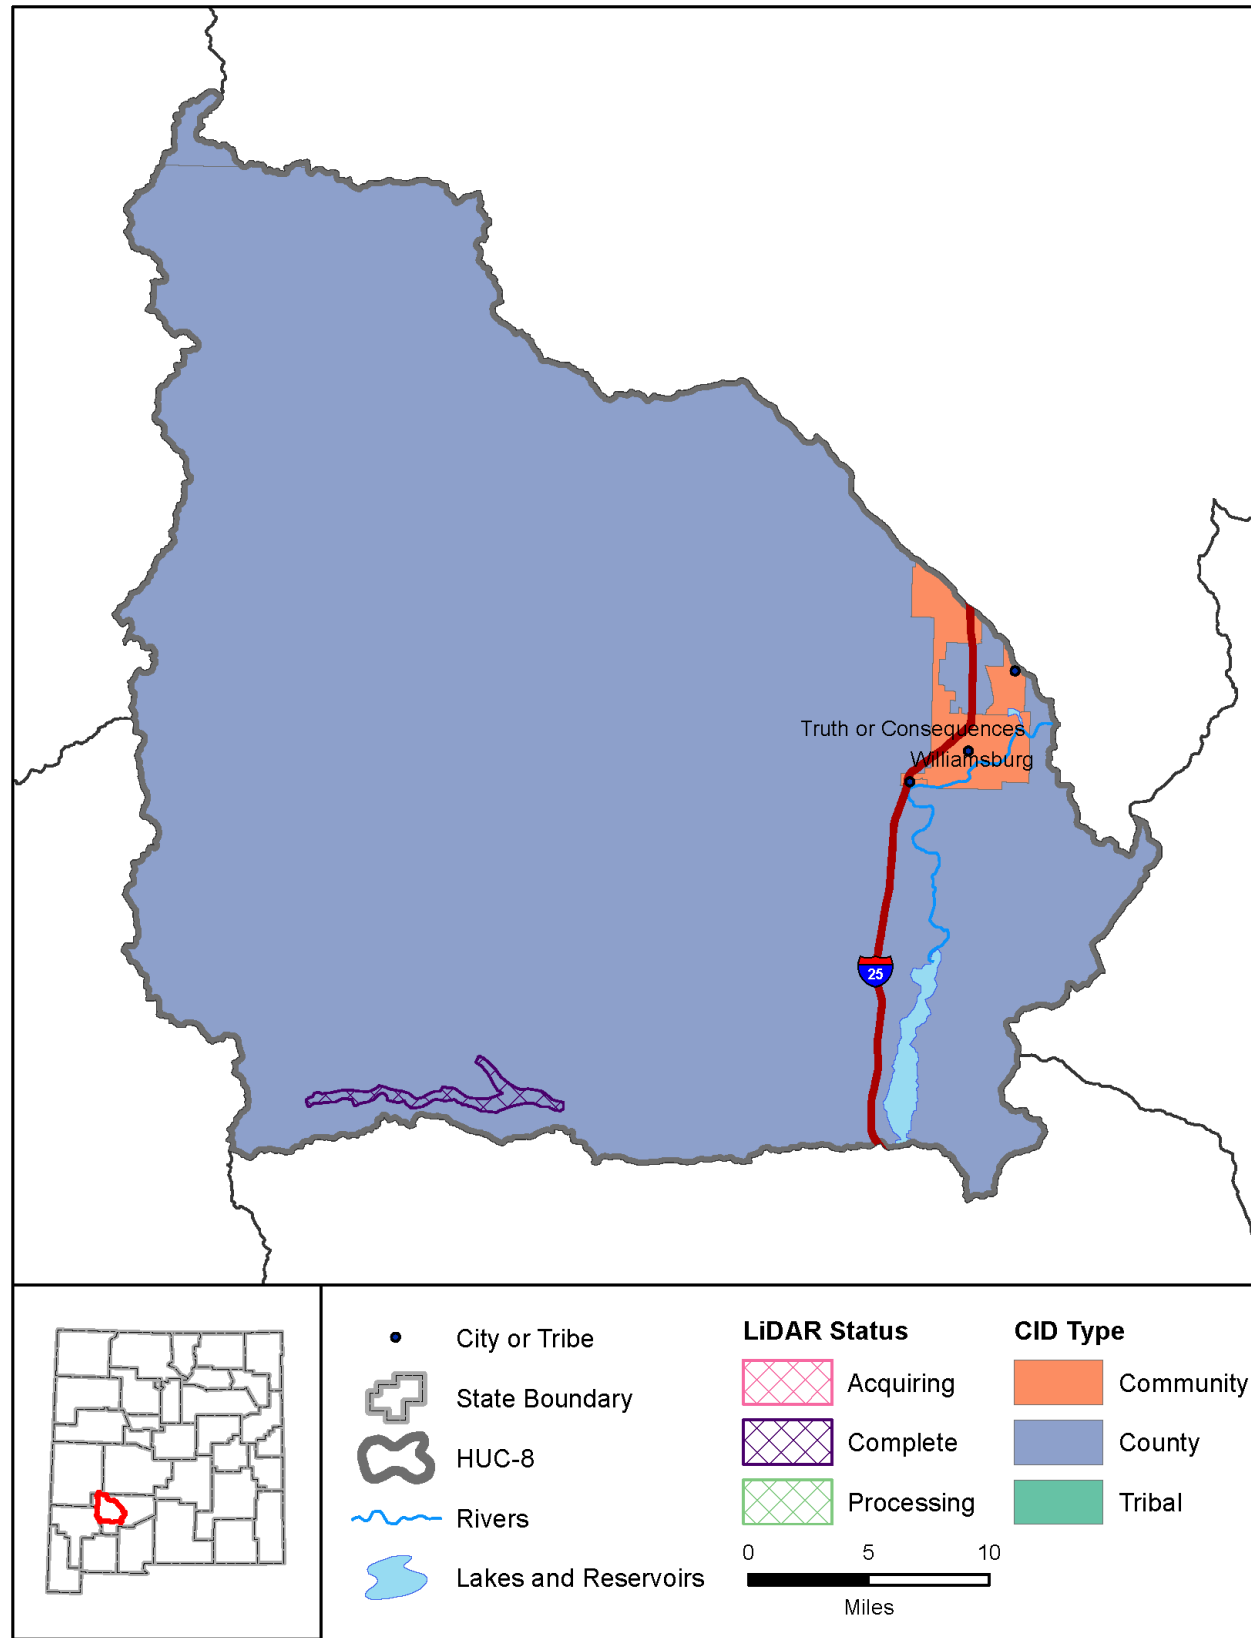 Truth or Consequences
Williamsburg
25
City or Tribe
State Boundary
HUC-8
Rivers
Lakes and Reservoirs
LiDAR Status
Acquiring
Complete
Processing
0 5 10
Miles
CID Type
Community
County
Tribal